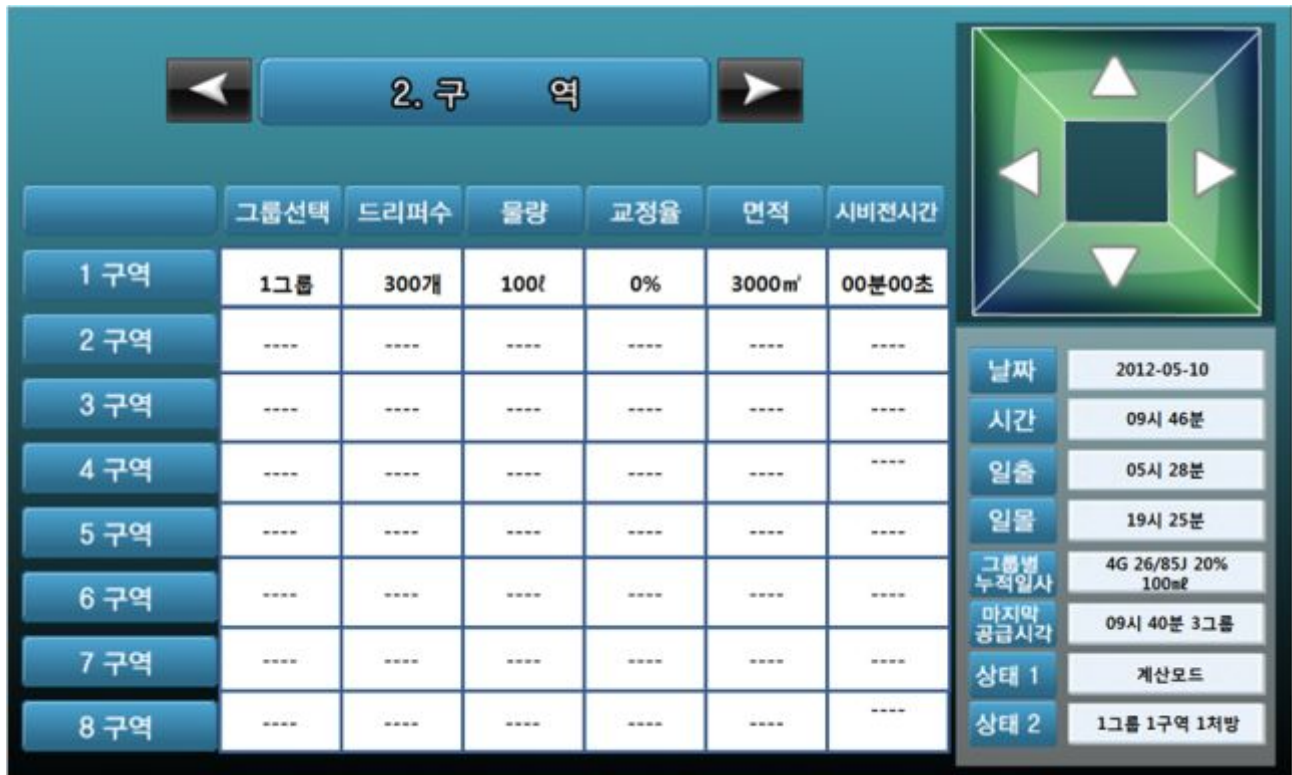 2. 구 역
그룹선택 드리퍼수 물량 교정율 면적 시비전시간
1 구역 1그룹 300개 100ℓ 0% 3000㎡ 00분00초
2 구역 ---- ---- ---- ---- ---- ----
3 구역 ---- ---- ---- ---- ---- ----
4 구역 ---- ---- ---- ---- ---- ----
5 구역 ---- ---- ---- ---- ---- ----
6 구역 ---- ---- ---- ---- ---- ----
7 구역 ---- ---- ---- ---- ---- ----
8 구역 ---- ---- ---- ---- ---- ----
날짜 2012-05-10
시간 09시 46분
일출 05시 28분
일몰 19시 25분
그룹별 4G 26/85J 20%
누적일사 100㎖
마지막
공급시각 09시 40분 3그룹
상태 1 계산모드
상태 2 1그룹 1구역 1처방